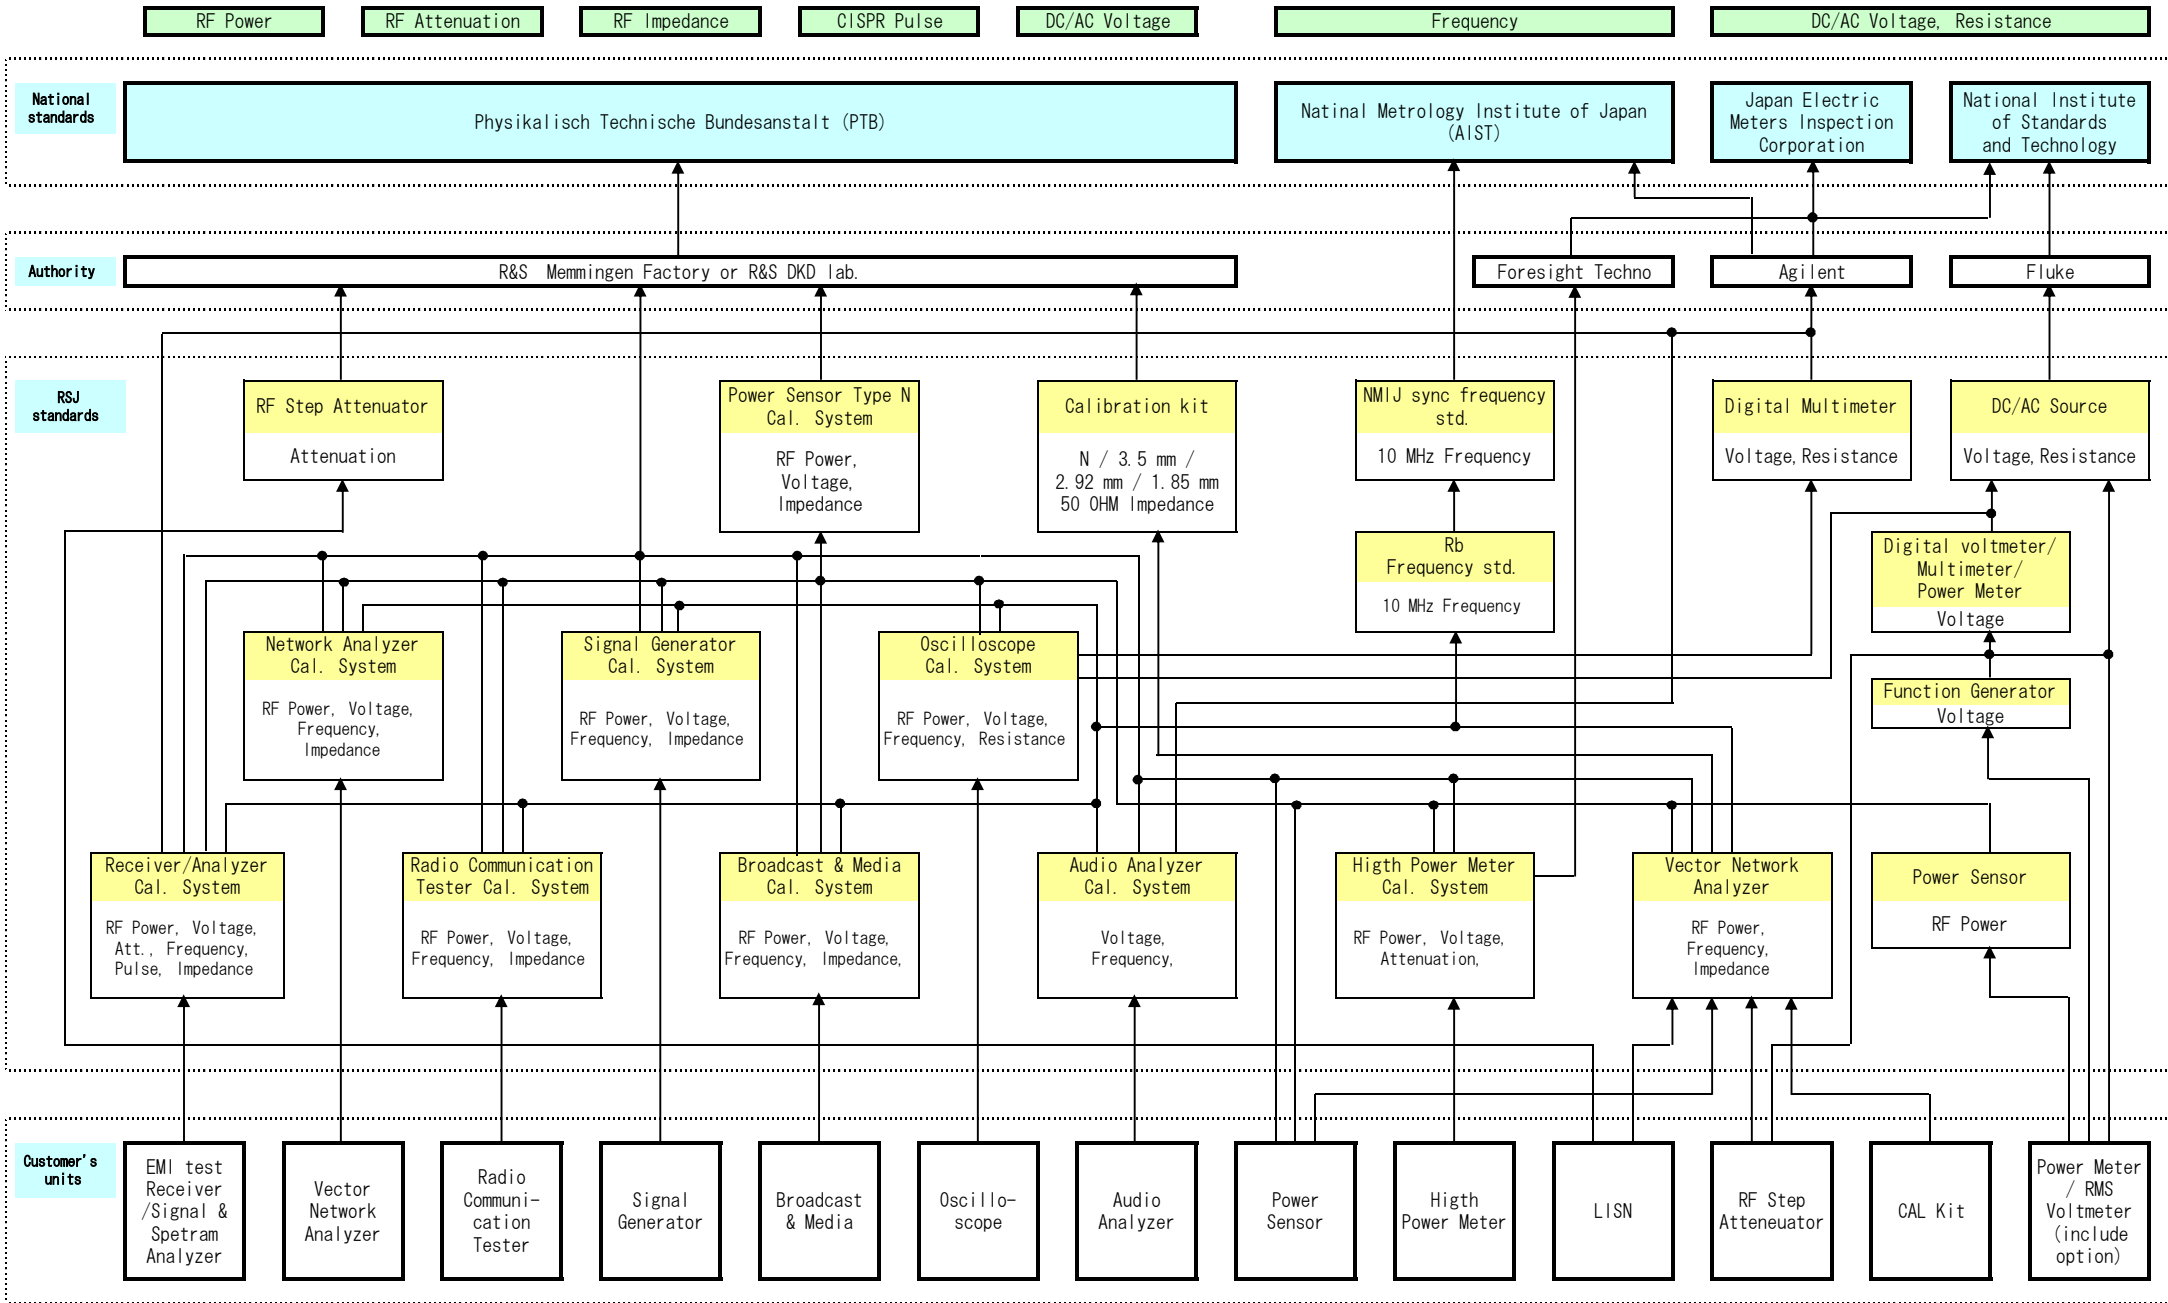 RF Power
RF Attenuation
RF Impedance
CISPR Pulse
DC/AC Voltage
Frequency
DC/AC Voltage, Resistance
National
standards
Physikalisch Technische Bundesanstalt (PTB)
Natinal Metrology Institute of Japan
(AIST)
Japan Electric
Meters Inspection
Corporation
National Institute
of Standards
and Technology
Authority
R&S Memmingen Factory or R&S DKD lab.
Foresight Techno
Agilent
Fluke
RSJ
standards
RF Step Attenuator
Attenuation
Power Sensor Type N
Cal. System
RF Power,
Voltage,
Impedance
Calibration kit
N / 3.5 mm /
2.92 mm / 1.85 mm
50 OHM Impedance
NMIJ sync frequency
std.
10 MHz Frequency
Digital Multimeter
Voltage, Resistance
DC/AC Source
Voltage, Resistance
Rb
Frequency std.
10 MHz Frequency
Digital voltmeter/
Multimeter/
Power Meter
Voltage
Network Analyzer
Cal. System
RF Power, Voltage,
Frequency,
Impedance
Signal Generator
Cal. System
RF Power, Voltage,
Frequency, Impedance
Oscilloscope
Cal. System
RF Power, Voltage,
Frequency, Resistance
Function Generator
Voltage
Receiver/Analyzer
Cal. System
RF Power, Voltage,
Att., Frequency,
Pulse, Impedance
Radio Communication
Tester Cal. System
RF Power, Voltage,
Frequency, Impedance
Broadcast & Media
Cal. System
RF Power, Voltage,
Frequency, Impedance,
Audio Analyzer
Cal. System
Voltage,
Frequency,
Higth Power Meter
Cal. System
RF Power, Voltage,
Attenuation,
Vector Network
Analyzer
RF Power,
Frequency,
Impedance
Power Sensor
RF Power
Customer's
units
EMI test
Receiver
/Signal &
Spetram
Analyzer
Vector
Network
Analyzer
Radio
Communi-
cation
Tester
Signal
Generator
Broadcast
& Media
Oscillo-
scope
Audio
Analyzer
Power
Sensor
Higth
Power Meter
LISN
RF Step
Atteneuator
CAL Kit
Power Meter
/ RMS
Voltmeter
(include
option)